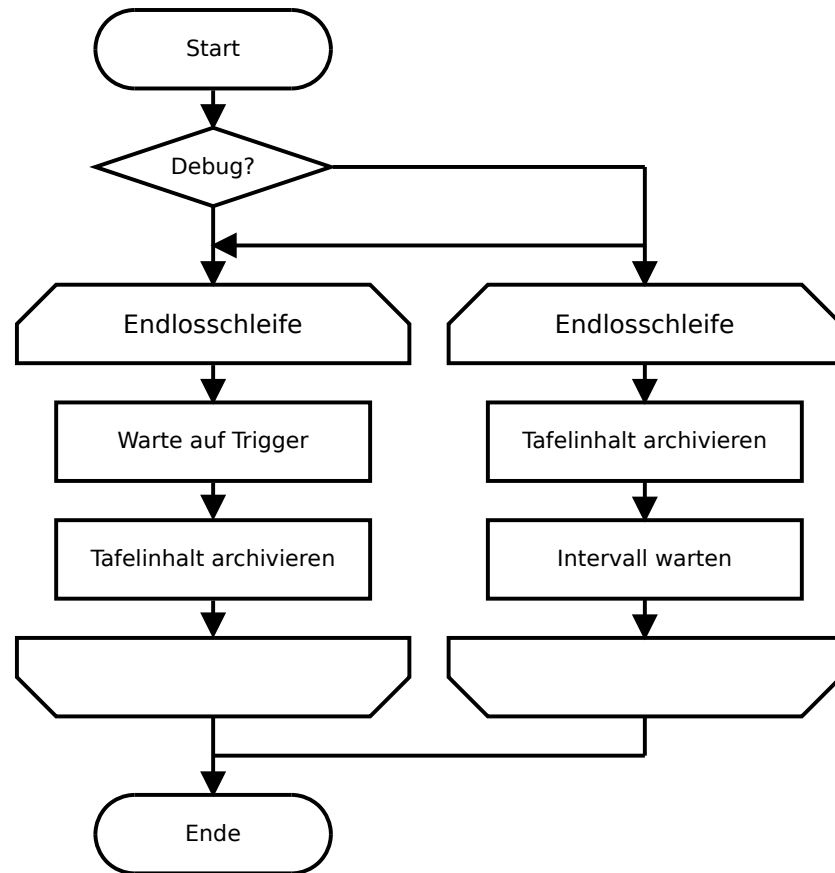 Start
Debug?
Endlosschleife
Endlosschleife
Warte auf Trigger
Tafelinhalt archivieren
Tafelinhalt archivieren
Intervall warten
Ende